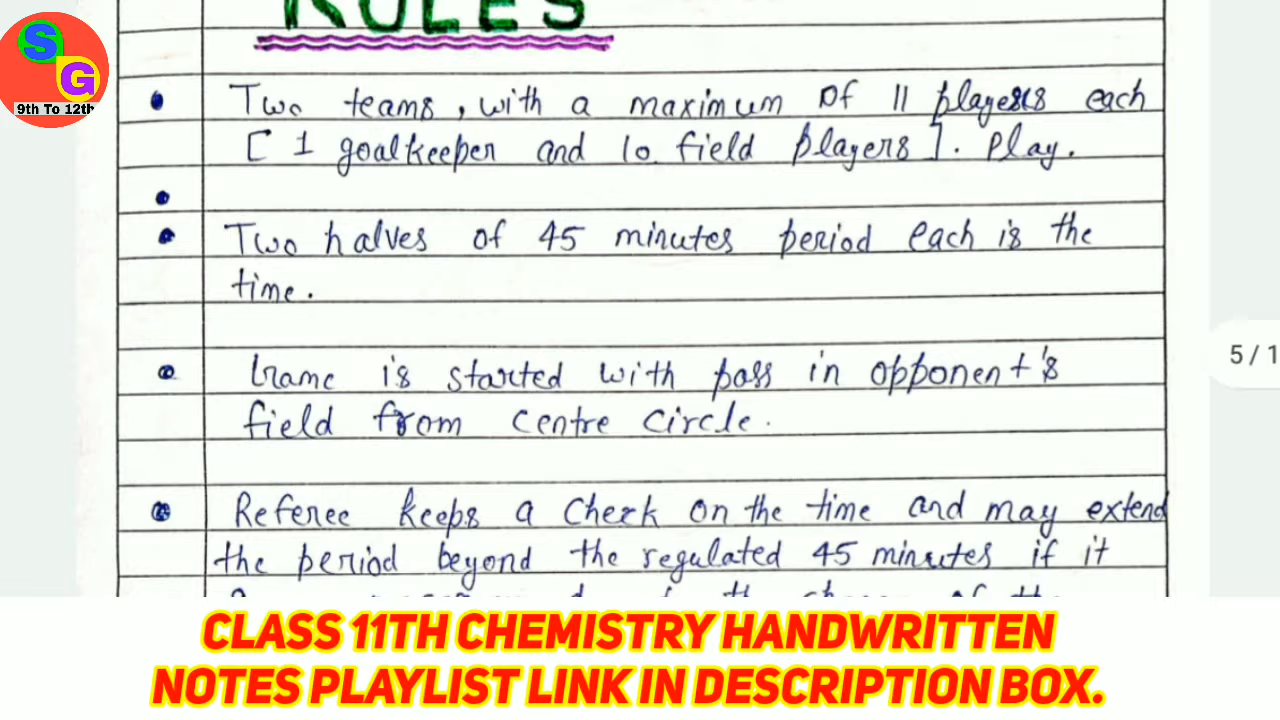 RULES
SG
9th To 12th
Two teams, with a maximum of 11 players each
[ 1 goalkeeper and 10 field players ]. Play.
Two halves of 45 minutes period each is the
time.
Game is started with pass in opponent's
field from centre circle.
Referee keeps a check on the time and may extend
the period beyond the regulated 45 minutes if it
5 / 1
CLASS 11TH CHEMISTRY HANDWRITTEN
NOTES PLAYLIST LINK IN DESCRIPTION BOX.